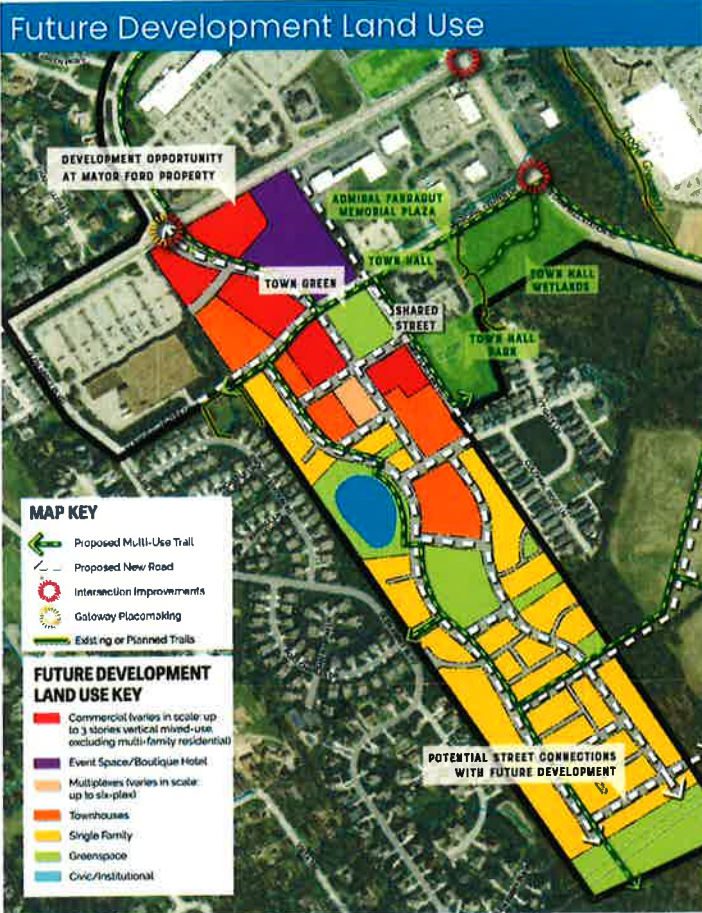 Future Development Land Use
DEVELOPMENT OPPORTUNITY
AT MAYOR FORD PROPERTY
ADMIRAL FARRAGUT
MEMORIAL PLAZA
TOWN HALL
TOWN GREEN
TOWN HALL
WETLANDS
SHARED
STREET
TOWN HALL
PARK
MAP KEY
Proposed Multi-Use Trail
Proposed New Road
Intersection Improvements
Gateway Placemaking
Existing or Planned Trails
FUTURE DEVELOPMENT
LAND USE KEY
Commercial (varies in scale: up
to 3 stories vertical mixed-use,
excluding multi-family residential)
Event Space/Boutique Hotel
Multiplexes (varies in scale:
up to six-plex)
Townhouses
Single Family
Greenspace
Civic/Institutional
POTENTIAL STREET CONNECTIONS
WITH FUTURE DEVELOPMENT